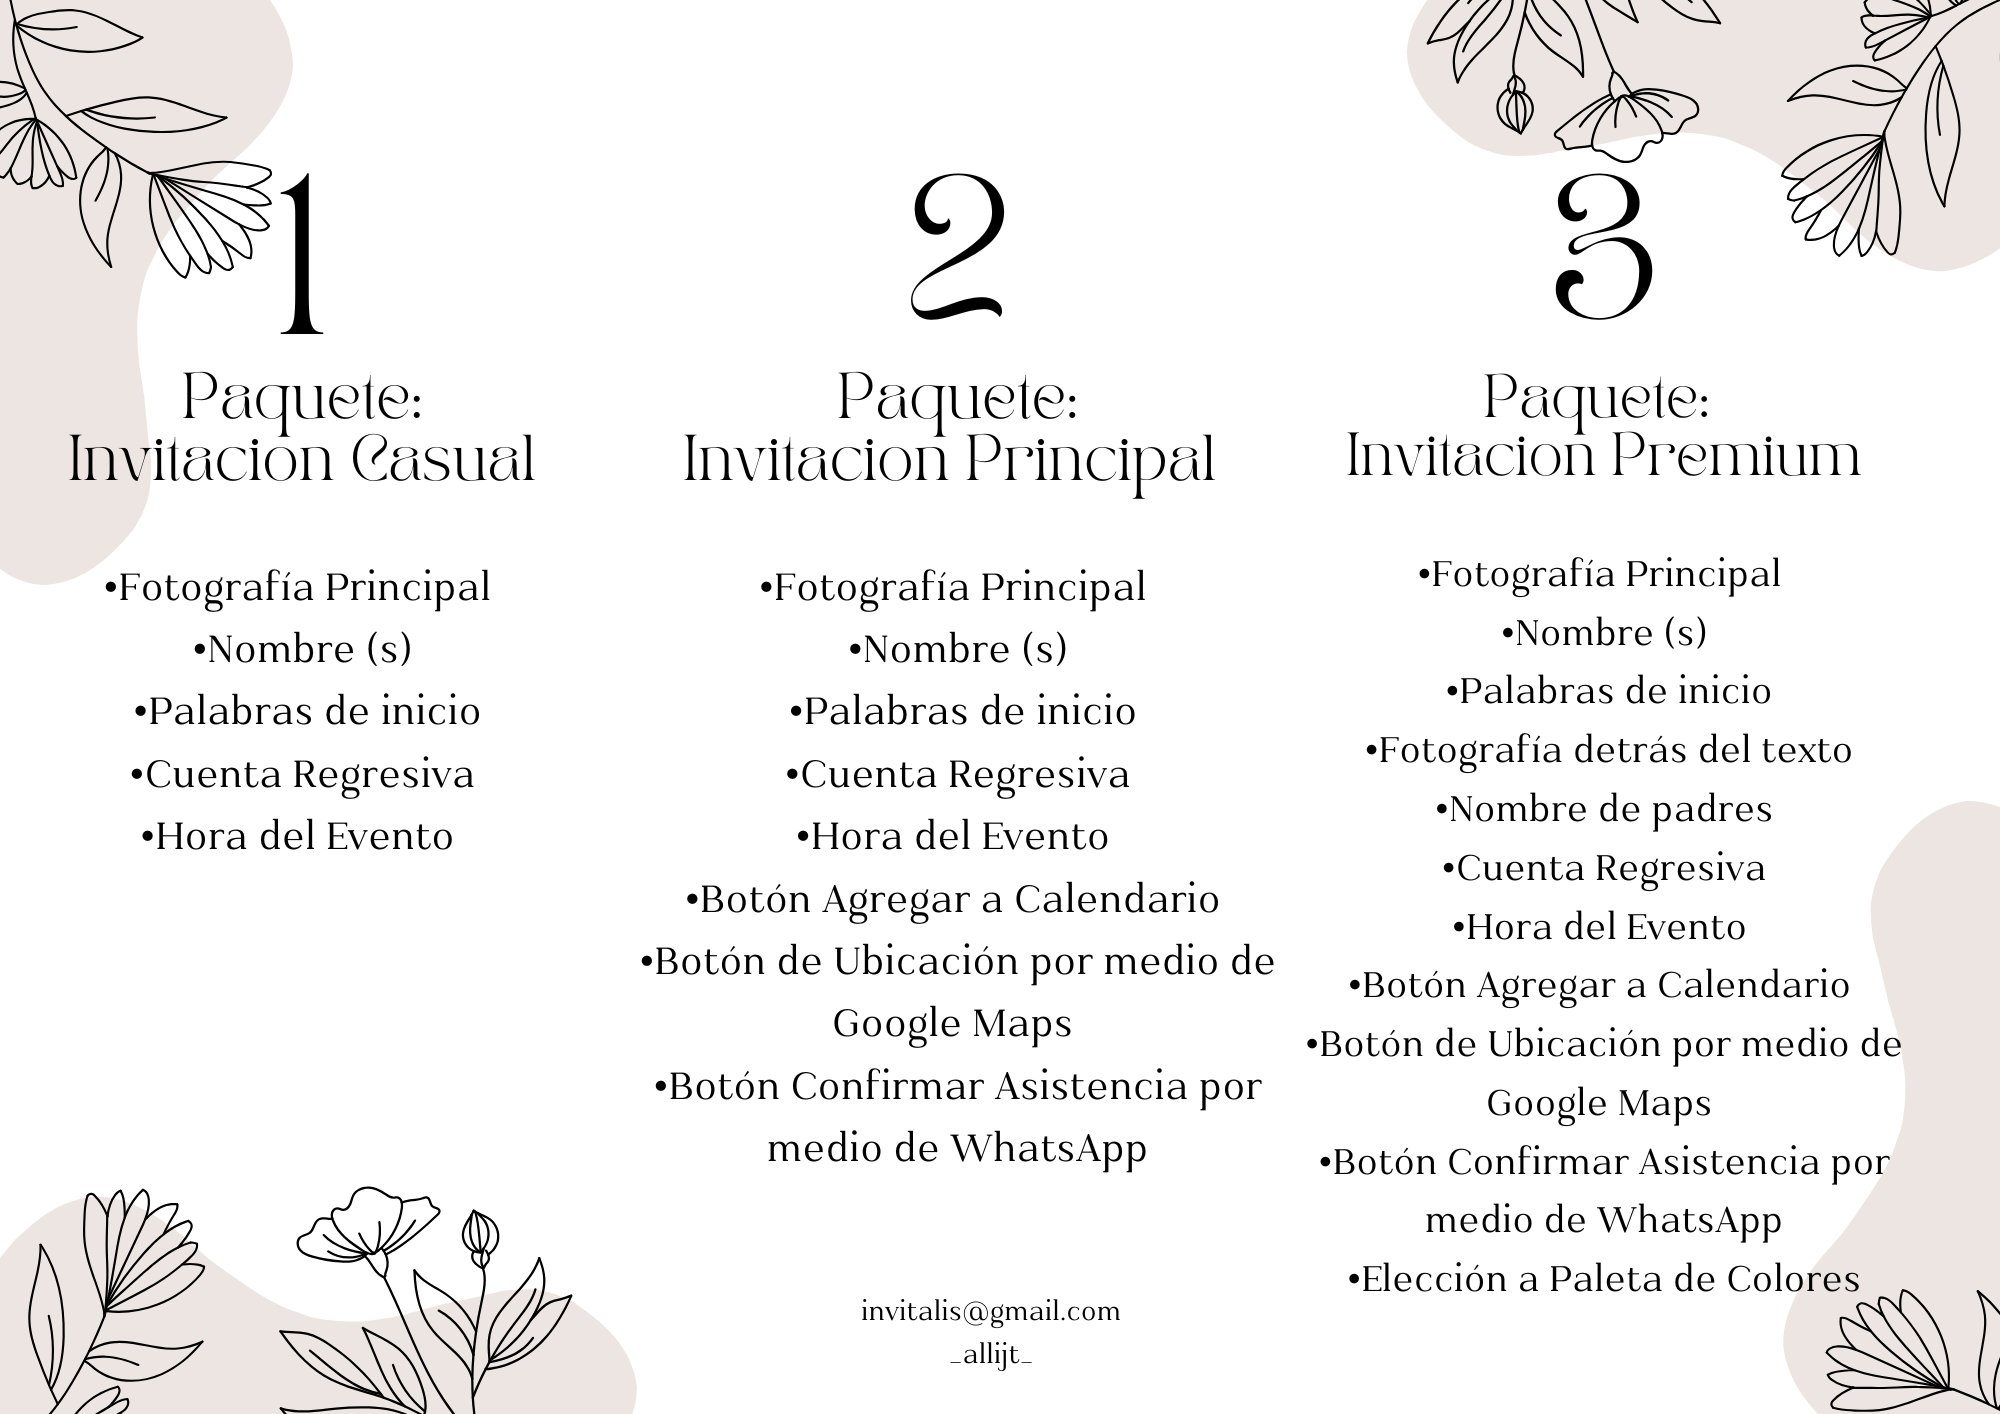 1
Paquete:
Invitacion Casual
•Fotografía Principal
•Nombre (s)
•Palabras de inicio
•Cuenta Regresiva
•Hora del Evento
2
Paquete:
Invitacion Principal
•Fotografía Principal
•Nombre (s)
•Palabras de inicio
•Cuenta Regresiva
•Hora del Evento
•Botón Agregar a Calendario
•Botón de Ubicación por medio de
Google Maps
•Botón Confirmar Asistencia por
medio de WhatsApp
3
Paquete:
Invitacion Premium
•Fotografía Principal
•Nombre (s)
•Palabras de inicio
•Fotografía detrás del texto
•Nombre de padres
•Cuenta Regresiva
•Hora del Evento
•Botón Agregar a Calendario
•Botón de Ubicación por medio de
Google Maps
•Botón Confirmar Asistencia por
medio de WhatsApp
•Elección a Paleta de Colores
invitalis@gmail.com
_allijt_